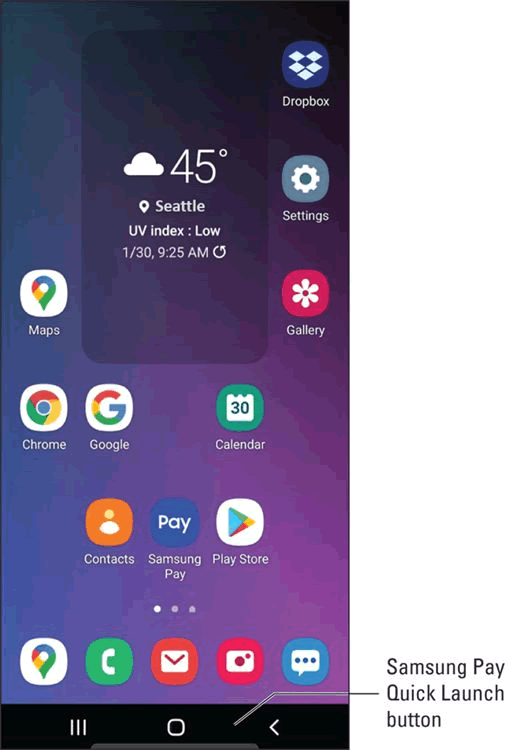 Dropbox
45°
Seattle
UV index : Low
1/30, 9:25 AM
Settings
Maps
Gallery
Chrome
Google
30
Calendar
Contacts
Pay
Samsung
Pay
Play Store
Samsung Pay
Quick Launch
button